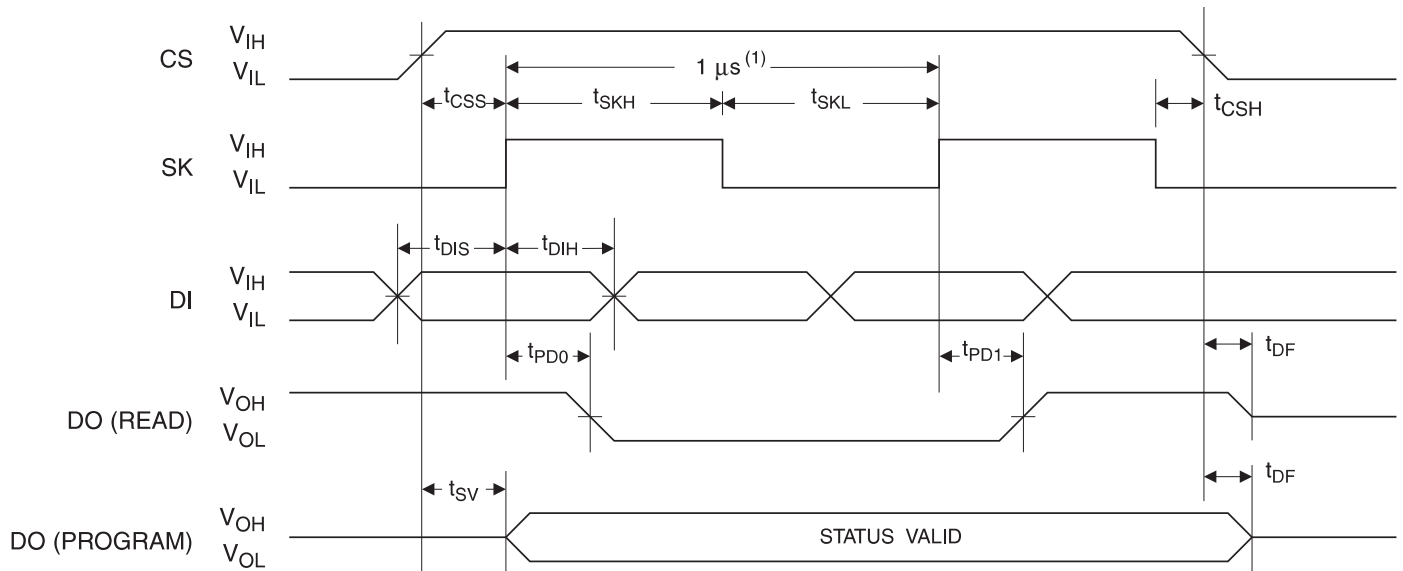 CS
V_IH
V_IL
1 μs (1)
t_CSS
t_SKH
t_SKL
t_CSH
SK
V_IH
V_IL
t_DIS
t_DIH
DI
V_IH
V_IL
t_PD0
t_PD1
t_DF
DO (READ)
V_OH
V_OL
t_SV
t_DF
DO (PROGRAM)
V_OH
V_OL
STATUS VALID